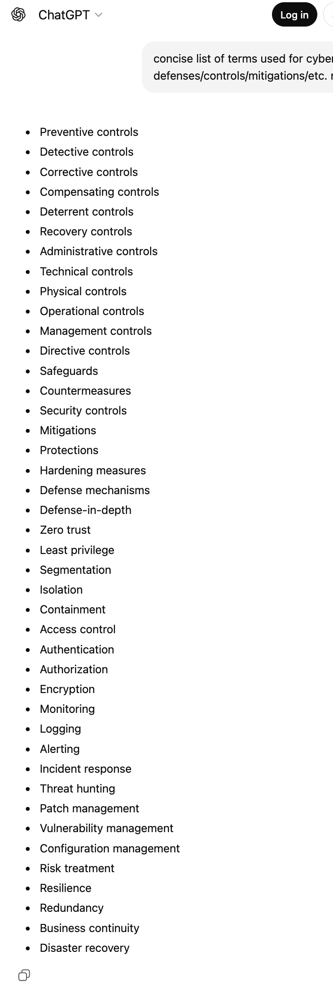 ChatGPT
Log in
concise list of terms used for cyber
defenses/controls/mitigations/etc.
Preventive controls
Detective controls
Corrective controls
Compensating controls
Deterrent controls
Recovery controls
Administrative controls
Technical controls
Physical controls
Operational controls
Management controls
Directive controls
Safeguards
Countermeasures
Security controls
Mitigations
Protections
Hardening measures
Defense mechanisms
Defense-in-depth
Zero trust
Least privilege
Segmentation
Isolation
Containment
Access control
Authentication
Authorization
Encryption
Monitoring
Logging
Alerting
Incident response
Threat hunting
Patch management
Vulnerability management
Configuration management
Risk treatment
Resilience
Redundancy
Business continuity
Disaster recovery